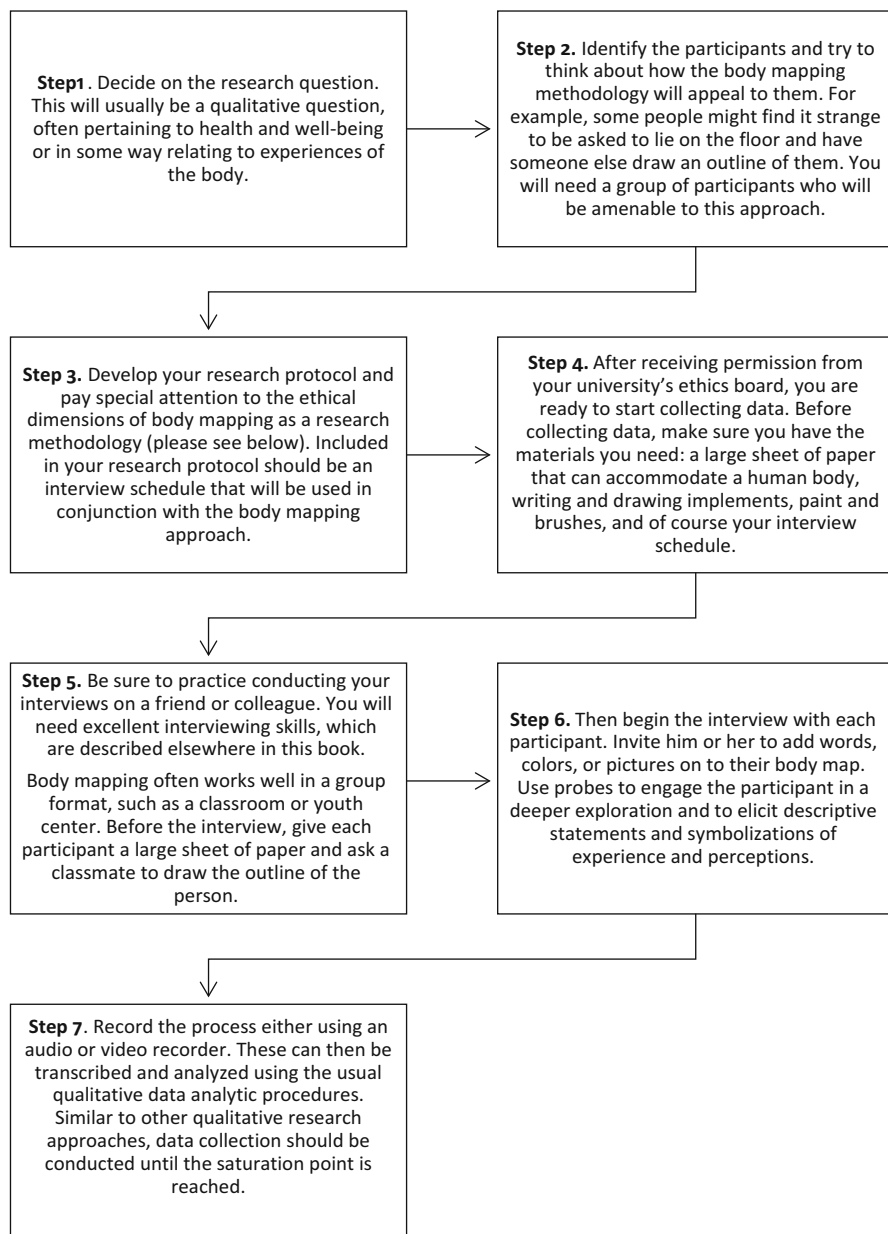 Step1 . Decide on the research question.
This will usually be a qualitative question,
often pertaining to health and well-being
or in some way relating to experiences of
the body.
Step 2. Identify the participants and try to
think about how the body mapping
methodology will appeal to them. For
example, some people might find it strange
to be asked to lie on the floor and have
someone else draw an outline of them. You
will need a group of participants who will
be amenable to this approach.
Step 3. Develop your research protocol and
pay special attention to the ethical
dimensions of body mapping as a research
methodology (please see below). Included
in your research protocol should be an
interview schedule that will be used in
conjunction with the body mapping
approach.
Step 4. After receiving permission from
your university’s ethics board, you are
ready to start collecting data. Before
collecting data, make sure you have the
materials you need: a large sheet of paper
that can accommodate a human body,
writing and drawing implements, paint and
brushes, and of course your interview
schedule.
Step 5. Be sure to practice conducting your
interviews on a friend or colleague. You will
need excellent interviewing skills, which
are described elsewhere in this book.
Body mapping often works well in a group
format, such as a classroom or youth
center. Before the interview, give each
participant a large sheet of paper and ask a
classmate to draw the outline of the
person.
Step 6. Then begin the interview with each
participant. Invite him or her to add words,
colors, or pictures on to their body map.
Use probes to engage the participant in a
deeper exploration and to elicit descriptive
statements and symbolizations of
experience and perceptions.
Step 7. Record the process either using an
audio or video recorder. These can then be
transcribed and analyzed using the usual
qualitative data analytic procedures.
Similar to other qualitative research
approaches, data collection should be
conducted until the saturation point is
reached.